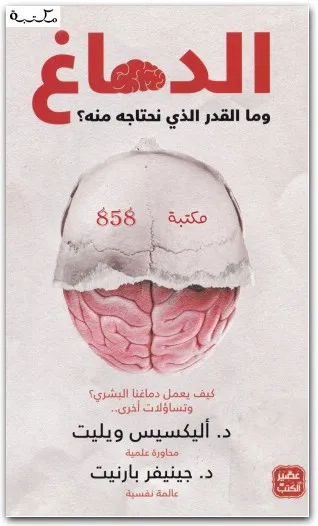 مكتبة
الدماغ
وما القدر الذي نحتاجه منه؟
مكتبة 858
كيف يعمل دماغنا البشري؟
وتساؤلات أخرى..
د. أليكسيس ويليت
محاورة علمية
د. جينيفر بارنيت
عالمة نفسية
عصير
الكتب